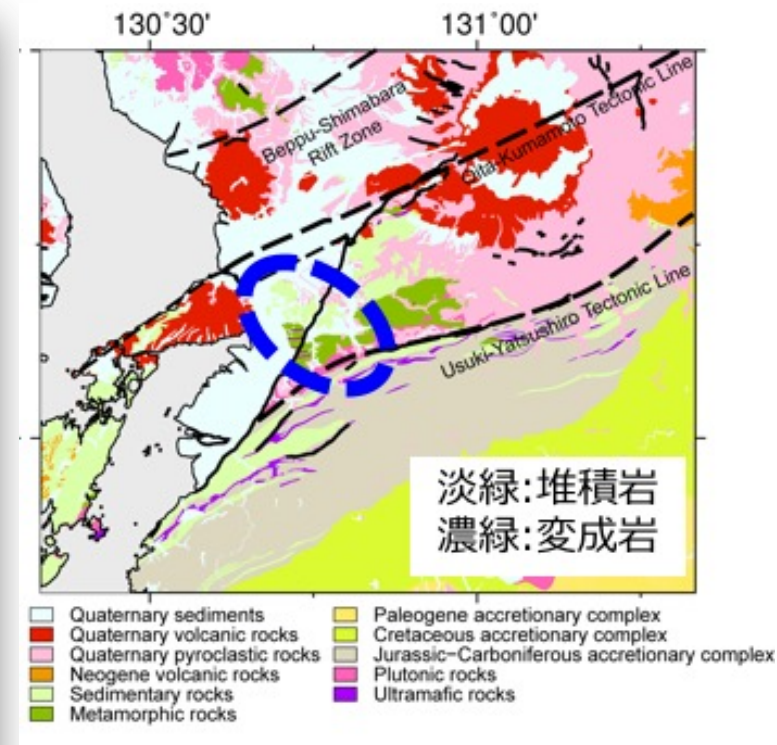 130˚30'
131˚00'
Beppu-Shimabara
Rift Zone
Oita-Kumamoto Tectonic Line
Usuki-Yatsushiro Tectonic Line
淡緑:堆積岩
濃緑:変成岩
Quaternary sediments
Quaternary volcanic rocks
Quaternary pyroclastic rocks
Neogene volcanic rocks
Sedimentary rocks
Metamorphic rocks
Paleogene accretionary complex
Cretaceous accretionary complex
Jurassic−Carboniferous accretionary complex
Plutonic rocks
Ultramafic rocks